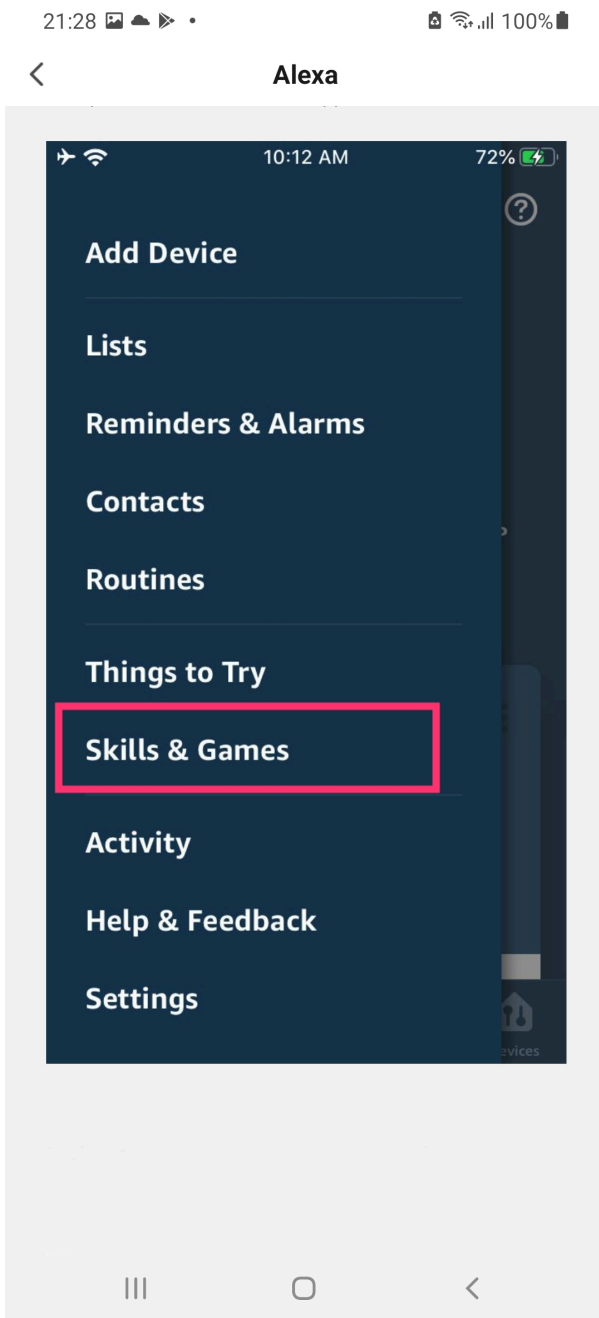 21:28
100%
Alexa
10:12 AM
72%
Add Device
Lists
Reminders & Alarms
Contacts
Routines
Things to Try
Skills & Games
Activity
Help & Feedback
Settings
evices